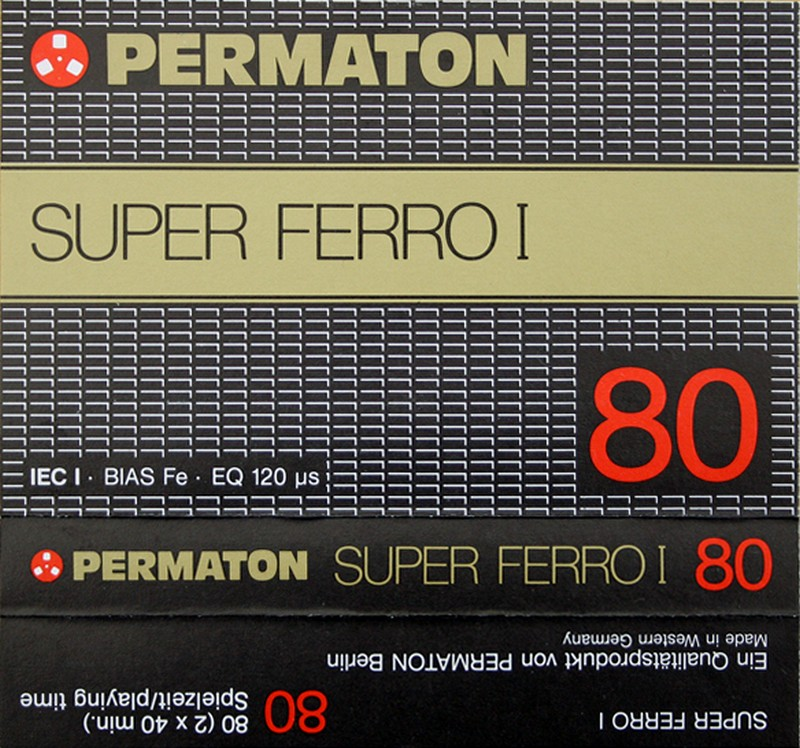 PERMATON
SUPER FERRO I
80
IEC I · BIAS Fe · EQ 120 µs
PERMATON SUPER FERRO I 80
SUPER FERRO I
80
80 (2 x 40 min.)
Spielzeit/playing time
Ein Qualitätsprodukt von PERMATON Berlin
Made in Western Germany